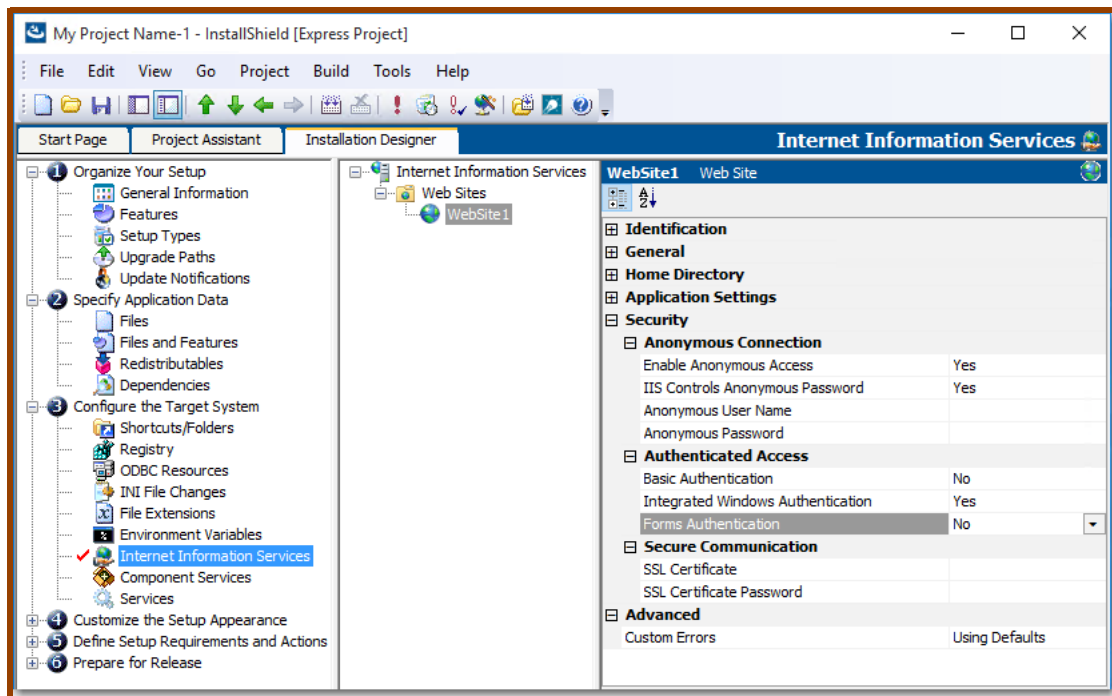 My Project Name-1 - InstallShield [Express Project]
File Edit View Go Project Build Tools Help
Start Page Project Assistant Installation Designer Internet Information Services
1 Organize Your Setup
General Information
Features
Setup Types
Upgrade Paths
Update Notifications
2 Specify Application Data
Files
Files and Features
Redistributables
Dependencies
3 Configure the Target System
Shortcuts/Folders
Registry
ODBC Resources
INI File Changes
File Extensions
Environment Variables
Internet Information Services
Component Services
Services
4 Customize the Setup Appearance
5 Define Setup Requirements and Actions
6 Prepare for Release
Internet Information Services
Web Sites
WebSite1
WebSite1 Web Site
Identification
General
Home Directory
Application Settings
Security
Anonymous Connection
Enable Anonymous Access Yes
IIS Controls Anonymous Password Yes
Anonymous User Name
Anonymous Password
Authenticated Access
Basic Authentication No
Integrated Windows Authentication Yes
Forms Authentication No
Secure Communication
SSL Certificate
SSL Certificate Password
Advanced
Custom Errors Using Defaults